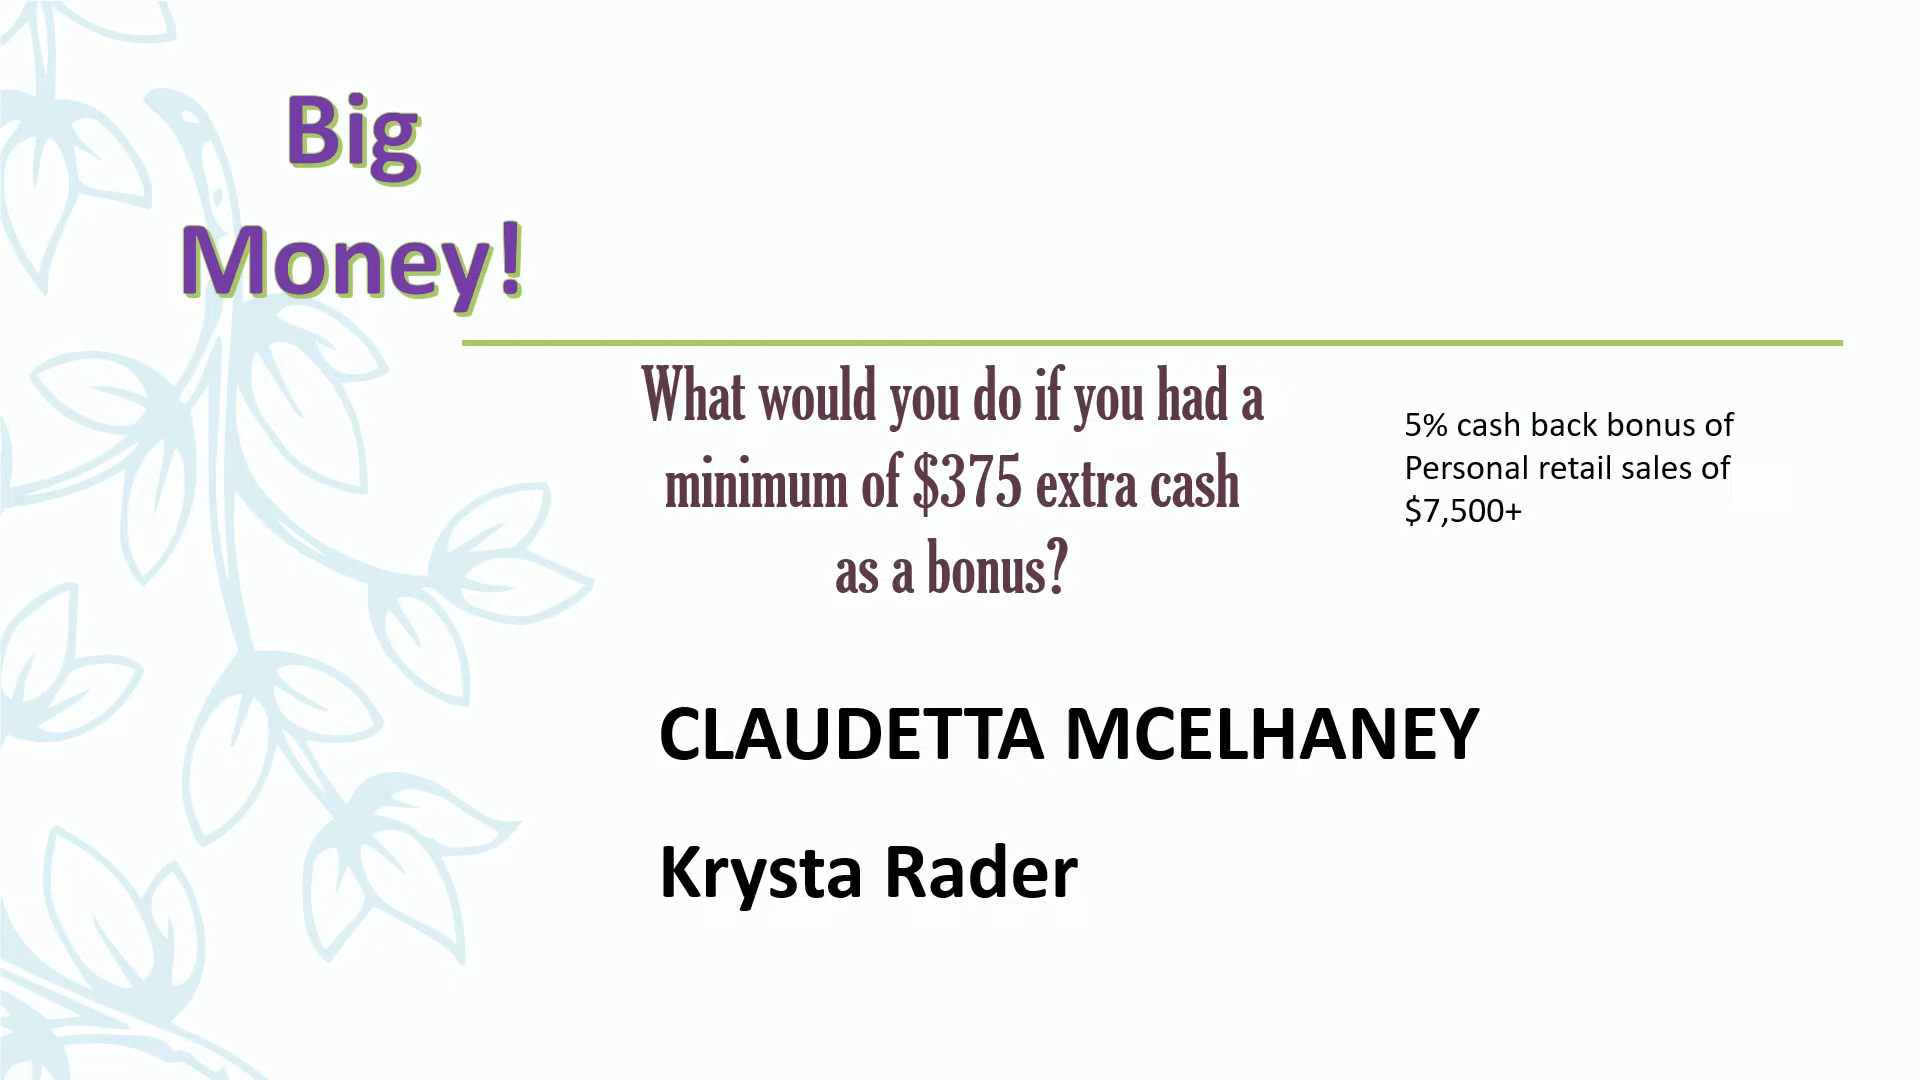 Big
Money!
What would you do if you had a
minimum of $375 extra cash
as a bonus?
5% cash back bonus of
Personal retail sales of
$7,500+
CLAUDETTA MCELHANEY
Krysta Rader